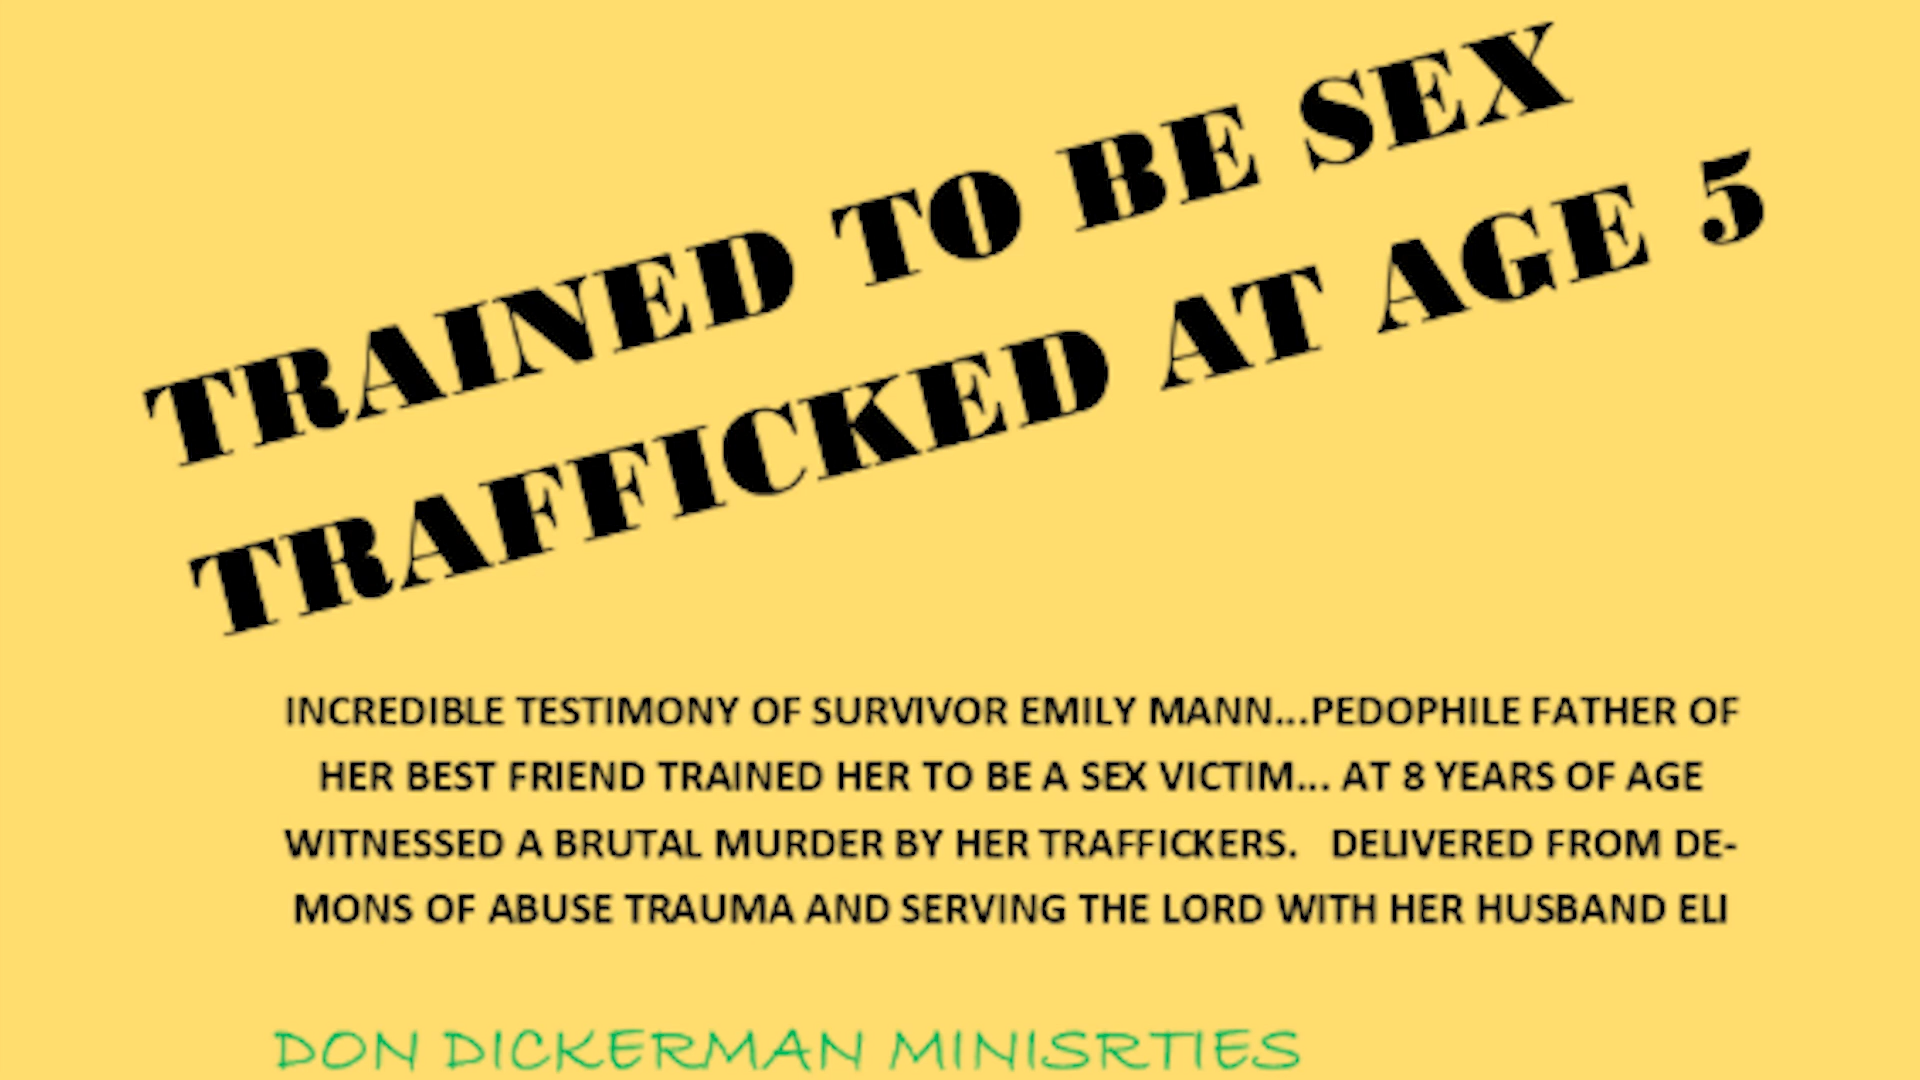 TRAINED TO BE SEX
TRAFFICKED AT AGE 5
INCREDIBLE TESTIMONY OF SURVIVOR EMILY MANN...PEDOPHILE FATHER OF
HER BEST FRIEND TRAINED HER TO BE A SEX VICTIM... AT 8 YEARS OF AGE
WITNESSED A BRUTAL MURDER BY HER TRAFFICKERS.   DELIVERED FROM DE-
MONS OF ABUSE TRAUMA AND SERVING THE LORD WITH HER HUSBAND ELI
DON DICKERMAN MINISRTIES